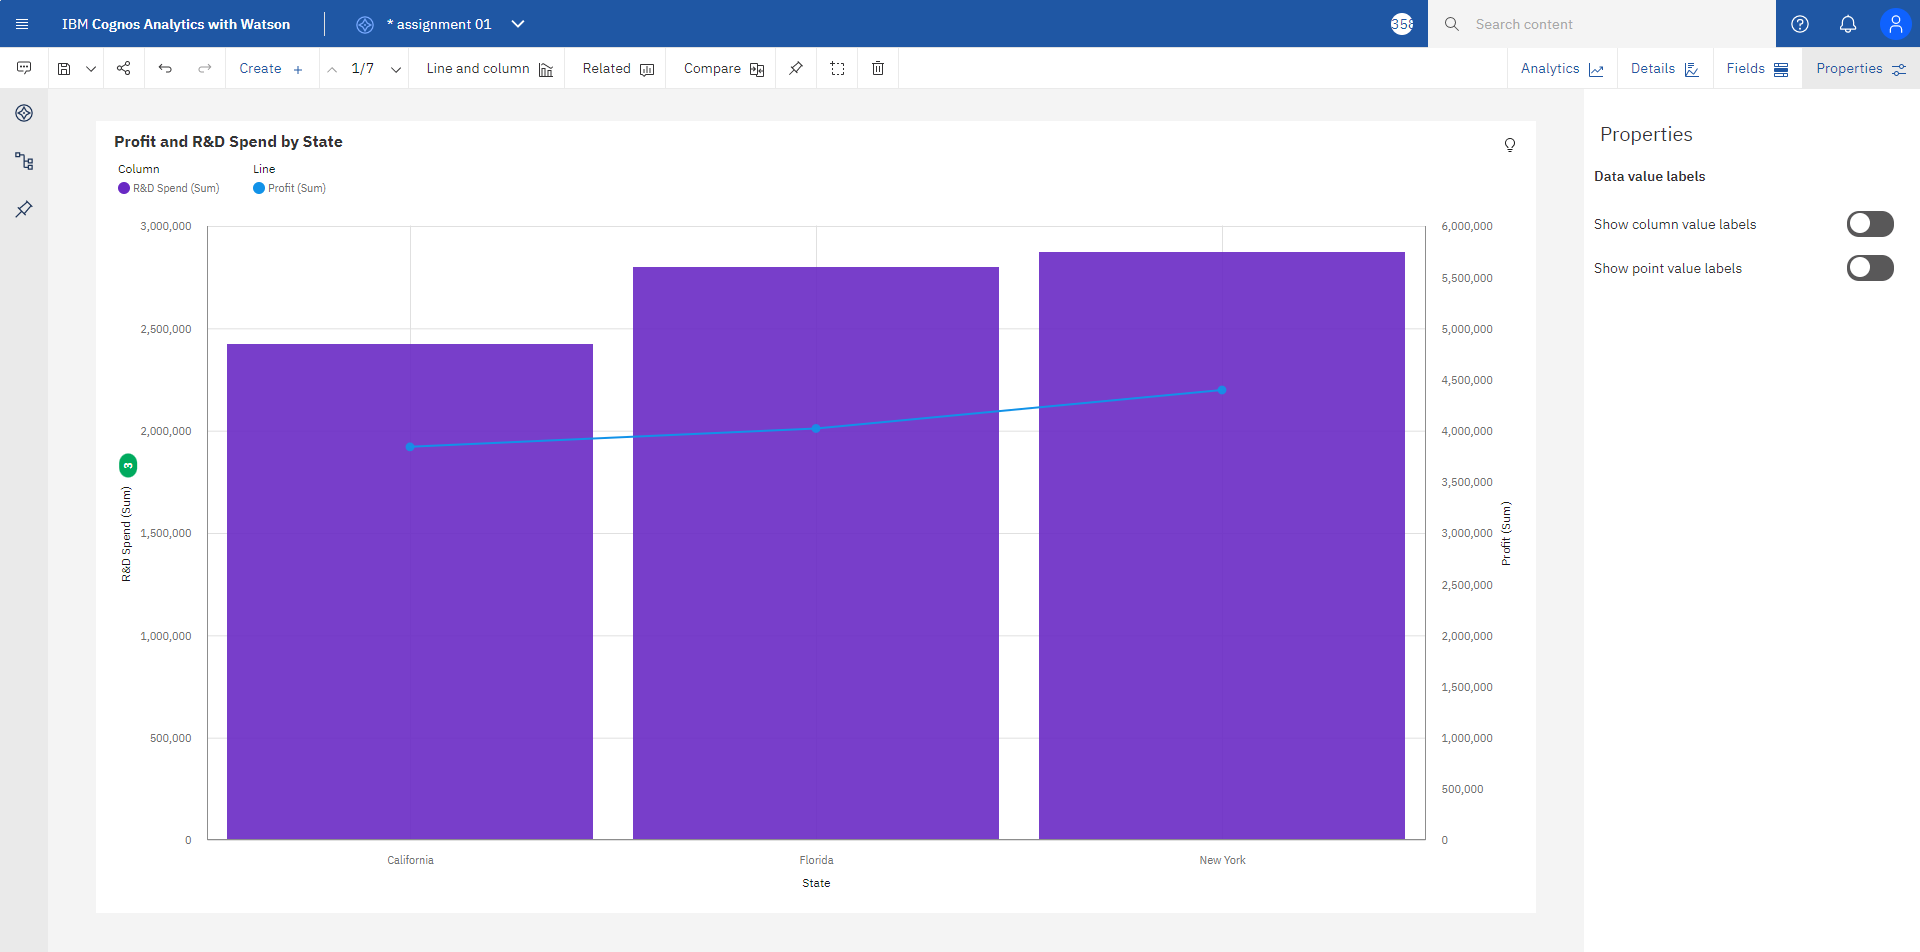 IBM Cognos Analytics with Watson
* assignment 01
358
Search content
Create +
1/7
Line and column
Related
Compare
Analytics
Details
Fields
Properties
Profit and R&D Spend by State
Column
Line
R&D Spend (Sum)
Profit (Sum)
3,000,000
2,500,000
2,000,000
1,500,000
1,000,000
500,000
0
R&D Spend (Sum)
3
6,000,000
5,500,000
5,000,000
4,500,000
4,000,000
3,500,000
3,000,000
2,500,000
2,000,000
1,500,000
1,000,000
500,000
0
Profit (Sum)
California
Florida
New York
State
Properties
Data value labels
Show column value labels
Show point value labels